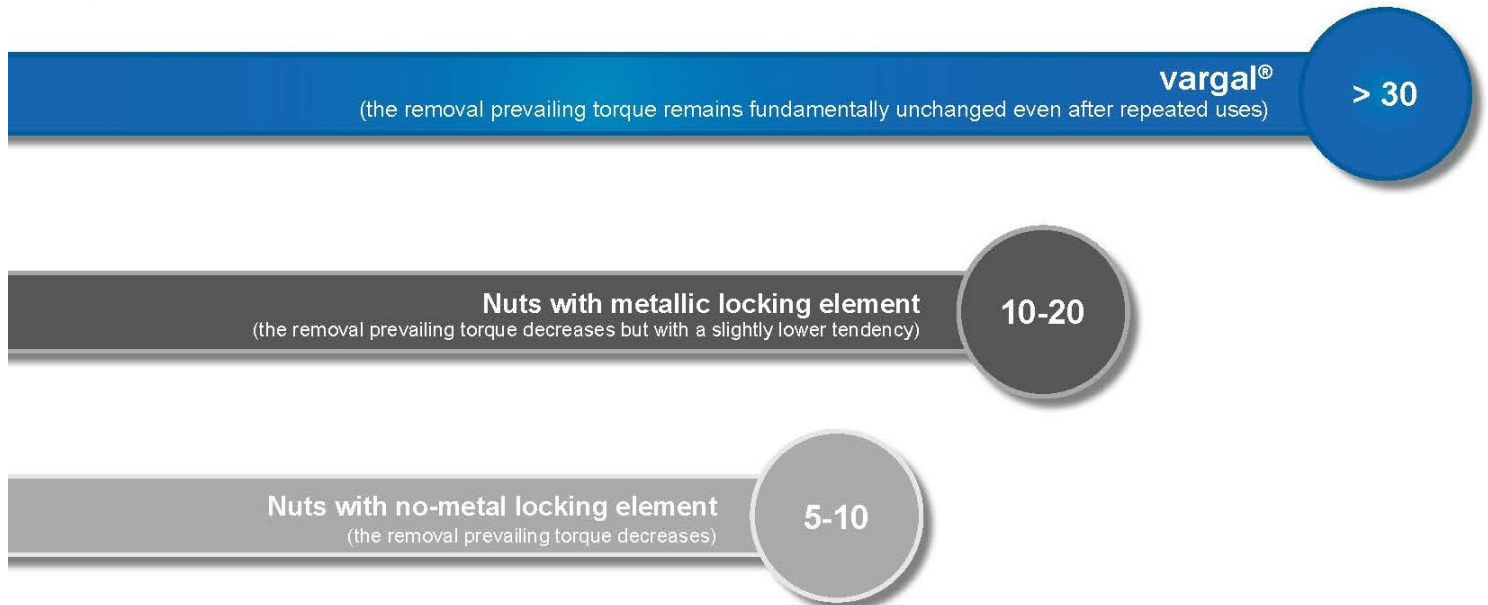 vargal®
(the removal prevailing torque remains fundamentally unchanged even after repeated uses)
> 30
Nuts with metallic locking element
(the removal prevailing torque decreases but with a slightly lower tendency)
10-20
Nuts with no-metal locking element
(the removal prevailing torque decreases)
5-10